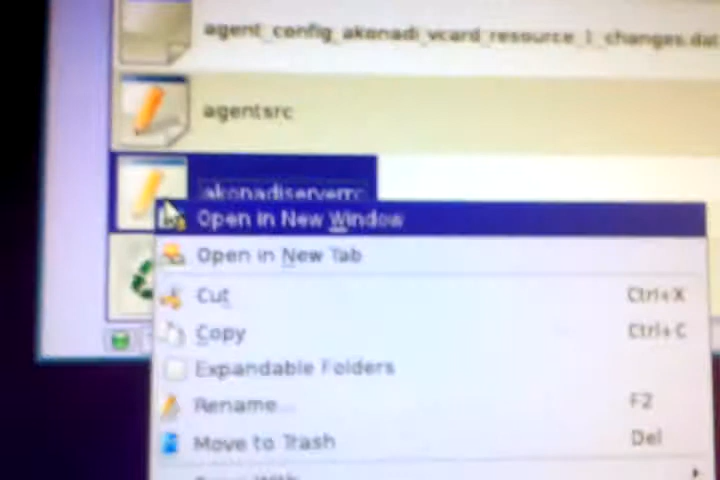 agent_config_akonadi_vcard_resource_1_changes.dat
agentsrc
akonadiserverrc
Open in New Window
Open in New Tab
Cut Ctrl+X
Copy Ctrl+C
Expandable Folders
Rename... F2
Move to Trash Del